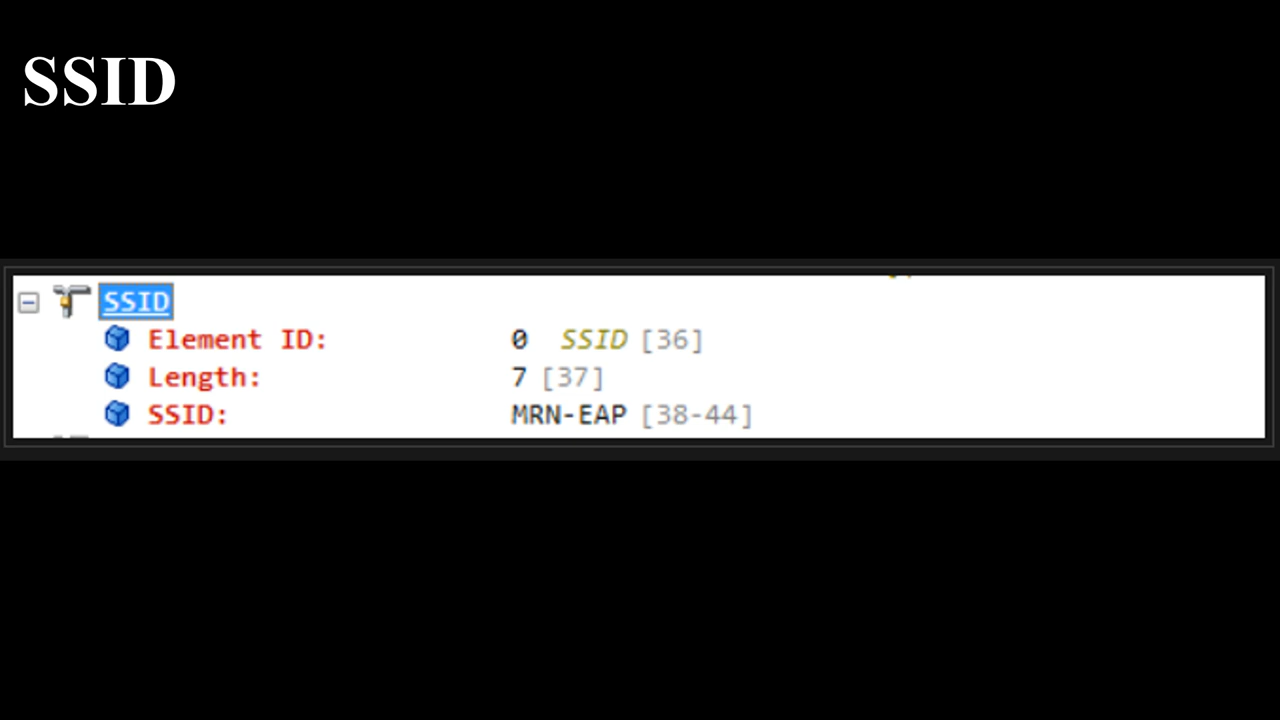 SSID
SSID
Element ID: 0 SSID [36]
Length: 7 [37]
SSID: MRN-EAP [38-44]